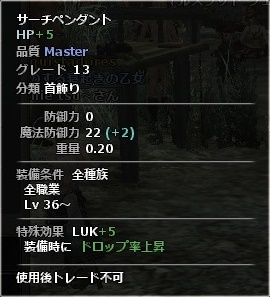 サーチペンダント
HP+5
品質 Master
グレード 13
分類 首飾り
防御力 0
魔法防御力 22 (+2)
重量 0.20
装備条件 全種族
全職業
Lv 36～
特殊効果 LUK+5
装備時に ドロップ率上昇
使用後トレード不可